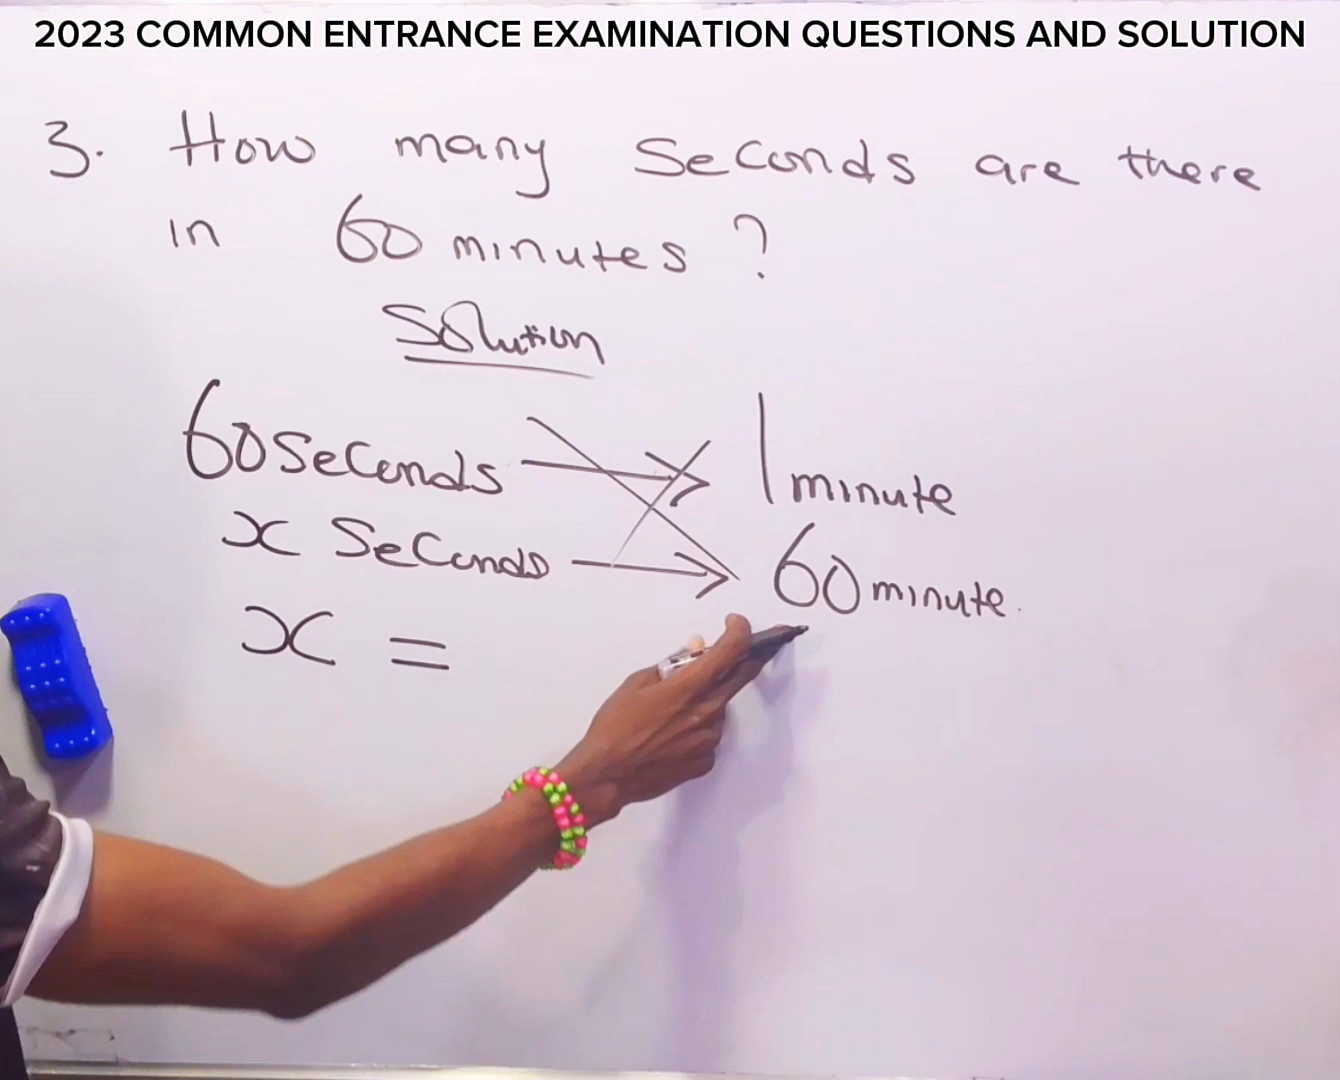 2023 COMMON ENTRANCE EXAMINATION QUESTIONS AND SOLUTION
3. How many Seconds are there
in 60 minutes ?
Solution
60 Seconds → 1 minute
x Seconds → 60 minute.
x =